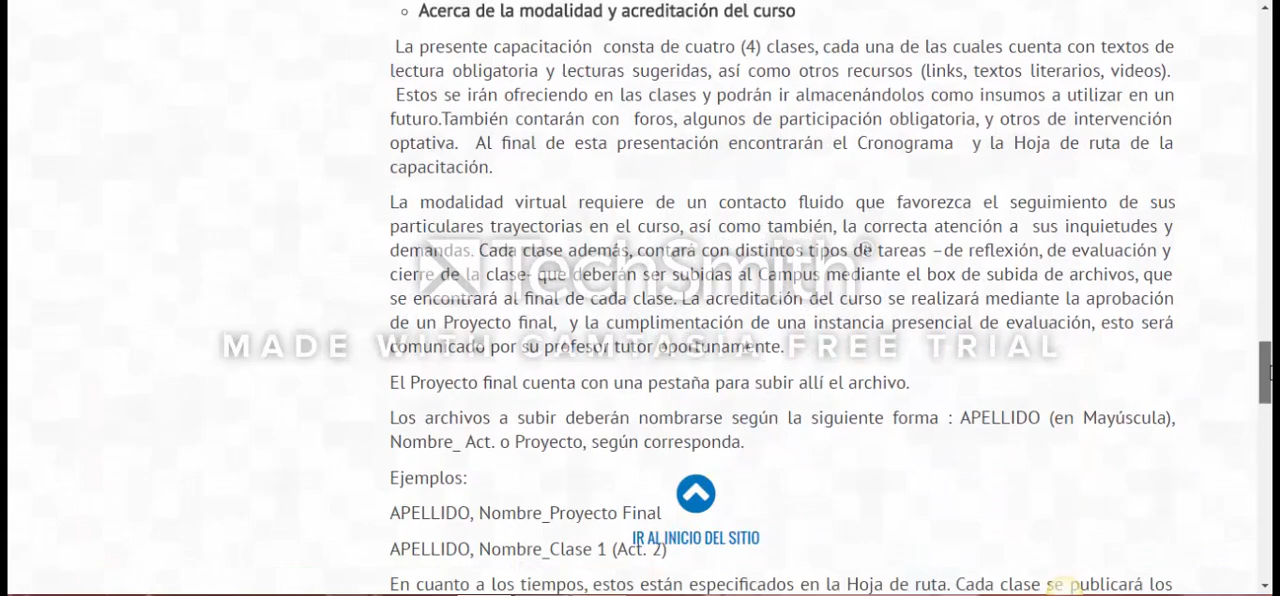 Acerca de la modalidad y acreditación del curso
La presente capacitación consta de cuatro (4) clases, cada una de las cuales cuenta con textos de
lectura obligatoria y lecturas sugeridas, así como otros recursos (links, textos literarios, videos).
Estos se irán ofreciendo en las clases y podrán ir almacenándolos como insumos a utilizar en un
futuro.También contarán con foros, algunos de participación obligatoria, y otros de intervención
optativa. Al final de esta presentación encontrarán el Cronograma y la Hoja de ruta de la
capacitación.
La modalidad virtual requiere de un contacto fluido que favorezca el seguimiento de sus
particulares trayectorias en el curso, así como también, la correcta atención a sus inquietudes y
demandas. Cada clase además, contará con distintos tipos de tareas –de reflexión, de evaluación y
cierre de la clase- que deberán ser subidas al Campus mediante el box de subida de archivos, que
se encontrará al final de cada clase. La acreditación del curso se realizará mediante la aprobación
de un Proyecto final, y la cumplimentación de una instancia presencial de evaluación, esto será
comunicado por su profesor tutor oportunamente.
TechSmith
MADE WITH CAMTASIA FREE TRIAL
El Proyecto final cuenta con una pestaña para subir allí el archivo.
Los archivos a subir deberán nombrarse según la siguiente forma : APELLIDO (en Mayúscula),
Nombre_ Act. o Proyecto, según corresponda.
Ejemplos:
APELLIDO, Nombre_Proyecto Final
IR AL INICIO DEL SITIO
APELLIDO, Nombre_Clase 1 (Act. 2)
En cuanto a los tiempos, estos están especificados en la Hoja de ruta. Cada clase se publicará los